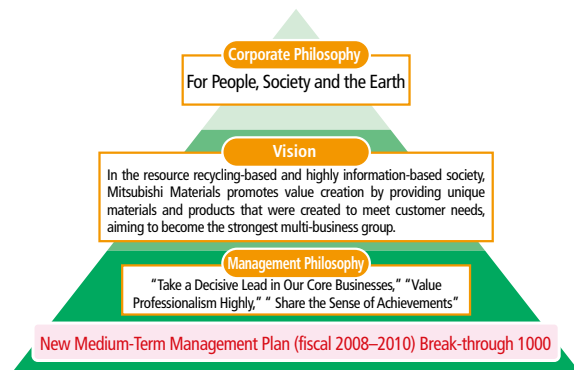 Corporate Philosophy
For People, Society and the Earth
Vision
In the resource recycling-based and highly information-based society,
Mitsubishi Materials promotes value creation by providing unique
materials and products that were created to meet customer needs,
aiming to become the strongest multi-business group.
Management Philosophy
“Take a Decisive Lead in Our Core Businesses,” “Value
Professionalism Highly,” “ Share the Sense of Achievements”
New Medium-Term Management Plan (fiscal 2008–2010) Break-through 1000